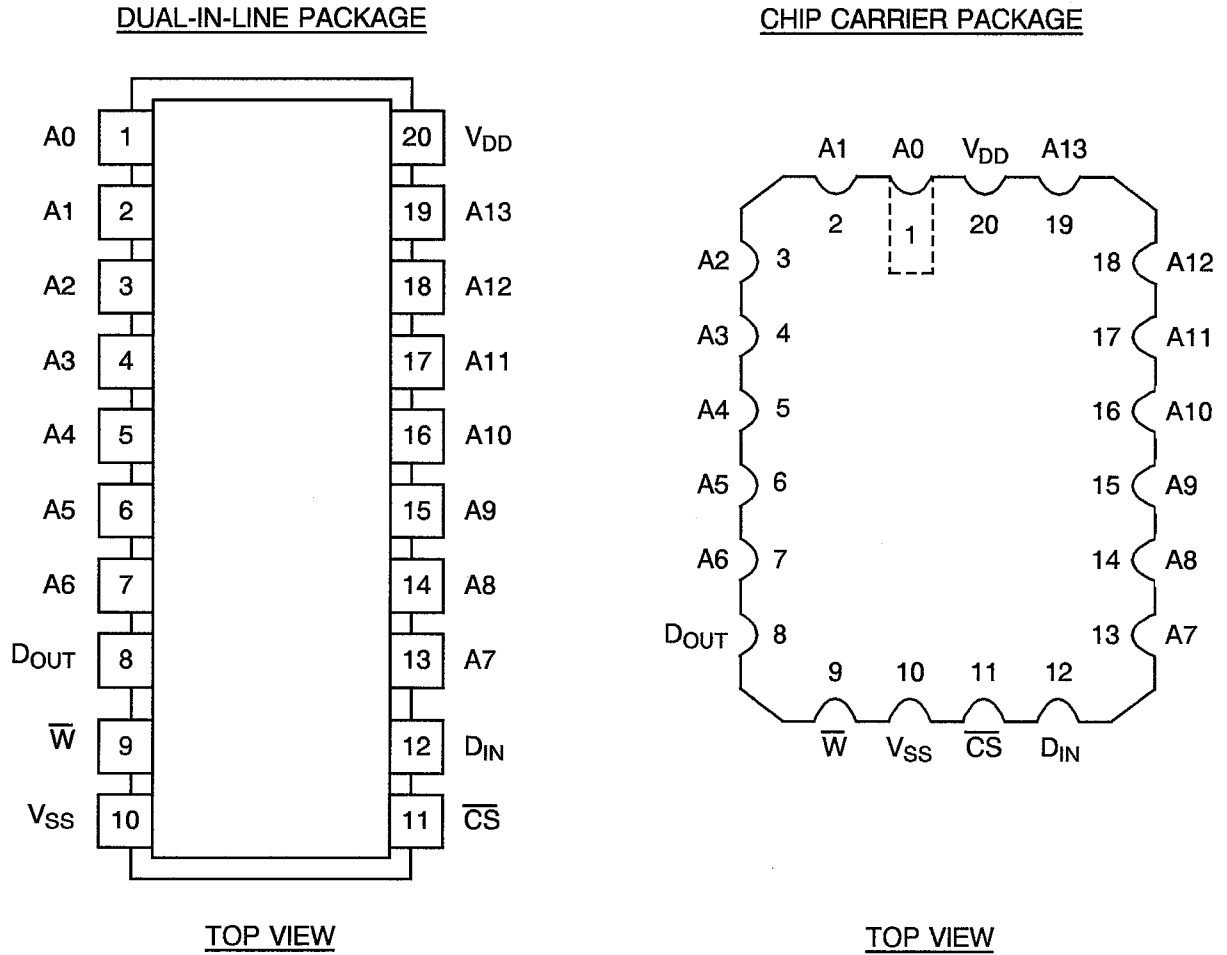 DUAL-IN-LINE PACKAGE
A0 1 20 VDD
A1 2 19 A13
A2 3 18 A12
A3 4 17 A11
A4 5 16 A10
A5 6 15 A9
A6 7 14 A8
DOUT 8 13 A7
W̅ 9 12 DIN
VSS 10 11 C̅S̅
TOP VIEW
CHIP CARRIER PACKAGE
A1 A0 VDD A13
2 1 20 19
A2 3 18 A12
A3 4 17 A11
A4 5 16 A10
A5 6 15 A9
A6 7 14 A8
DOUT 8 13 A7
9 10 11 12
W̅ VSS C̅S̅ DIN
TOP VIEW